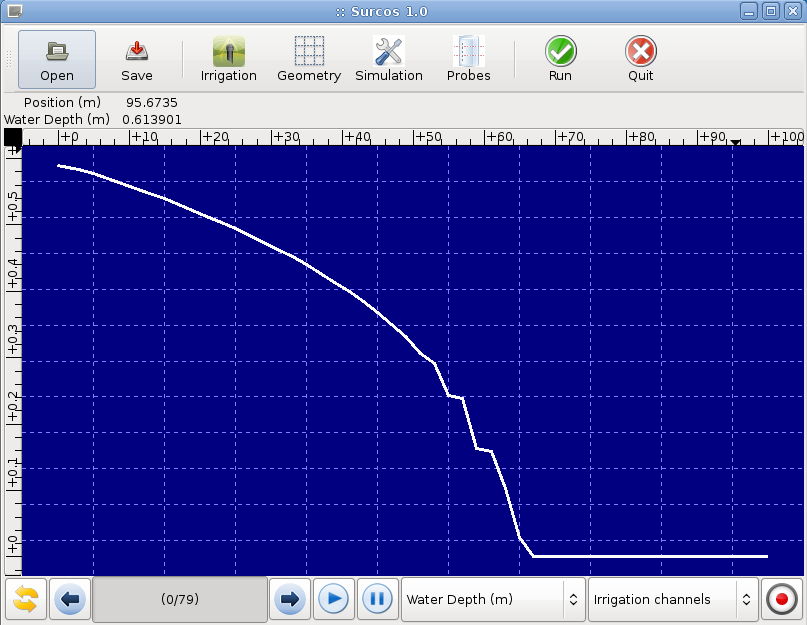 :: Surcos 1.0
Open Save Irrigation Geometry Simulation Probes Run Quit
Position (m) 95.6735
Water Depth (m) 0.613901
+0 +10 +20 +30 +40 +50 +60 +70 +80 +90 +100
+0.5
+0.4
+0.3
+0.2
+0.1
+0
(0/79) Water Depth (m) Irrigation channels